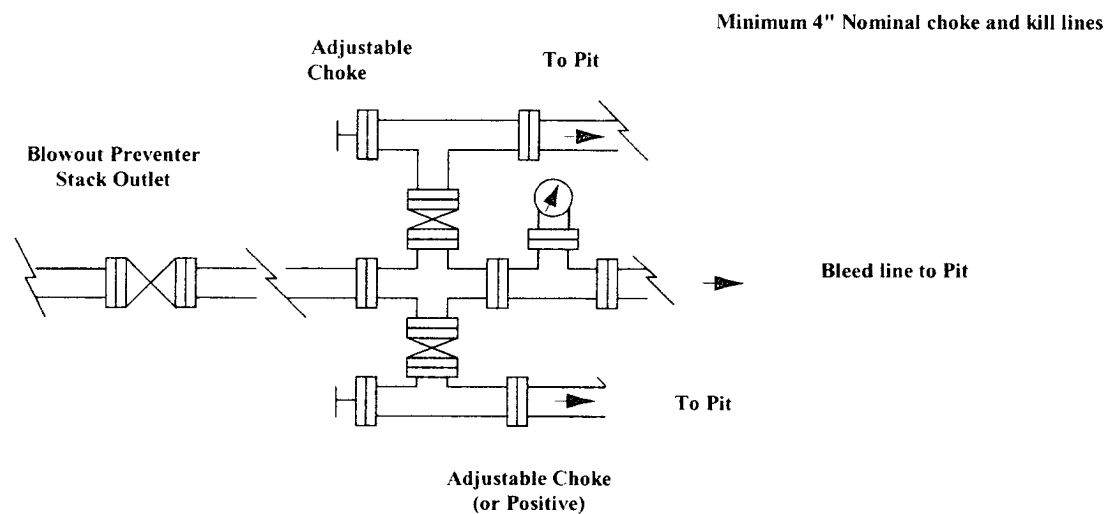 Minimum 4" Nominal choke and kill lines
Adjustable
Choke
To Pit
Blowout Preventer
Stack Outlet
Bleed line to Pit
To Pit
Adjustable Choke
(or Positive)